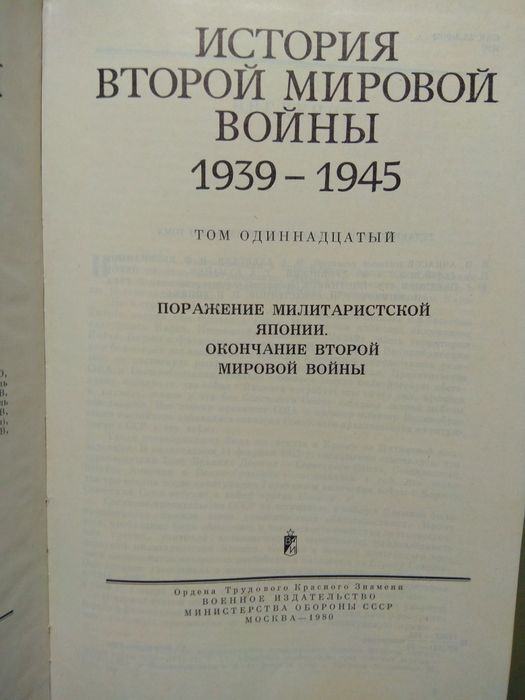 ИСТОРИЯ
ВТОРОЙ МИРОВОЙ
ВОЙНЫ
1939 – 1945
ТОМ ОДИННАДЦАТЫЙ
ПОРАЖЕНИЕ МИЛИТАРИСТСКОЙ
ЯПОНИИ.
ОКОНЧАНИЕ ВТОРОЙ
МИРОВОЙ ВОЙНЫ
Ордена Трудового Красного Знамени
ВОЕННОЕ ИЗДАТЕЛЬСТВО
МИНИСТЕРСТВА ОБОРОНЫ СССР
МОСКВА—1980